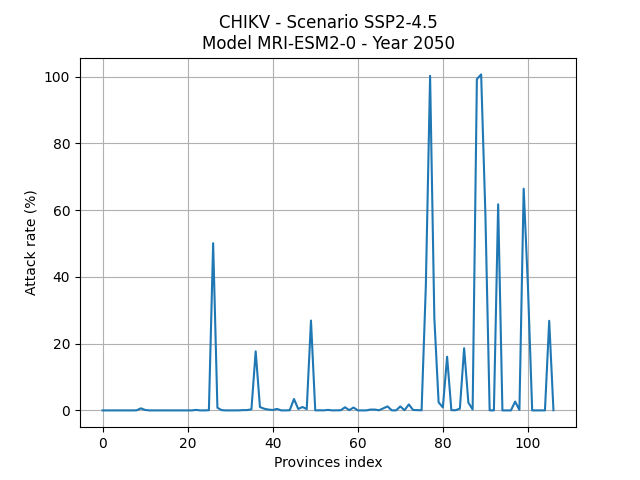 CHIKV - Scenario SSP2-4.5
Model MRI-ESM2-0 - Year 2050
100
80
60
40
20
0
Attack rate (%)
0 20 40 60 80 100
Provinces index